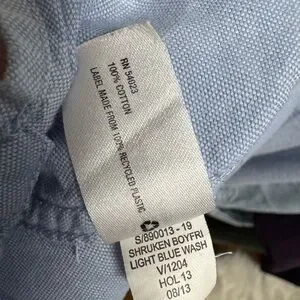 RN 54023
100% COTTON
LABEL MADE FROM 100% RECYCLED PLASTIC
S/890013 - 19
SHRUKEN BOYFRI
LIGHT BLUE WASH
V/1204
HOL 13
08/13